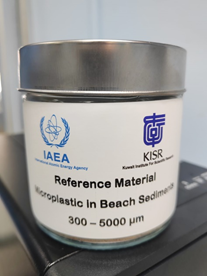 IAEA
International Atomic Energy Agency
KISR
Kuwait Institute For Scientific Research
Reference Material
Microplastic in Beach Sediments
300 – 5000 µm